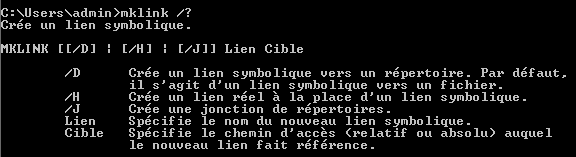 C:\Users\admin>mklink /?
Crée un lien symbolique.
MKLINK [[/D] ¦ [/H] ¦ [/J]] Lien Cible
/D Crée un lien symbolique vers un répertoire. Par défaut,
il s'agit d'un lien symbolique vers un fichier.
/H Crée un lien réel à la place d'un lien symbolique.
/J Crée une jonction de répertoires.
Lien Spécifie le nom du nouveau lien symbolique.
Cible Spécifie le chemin d'accès (relatif ou absolu) auquel
le nouveau lien fait référence.